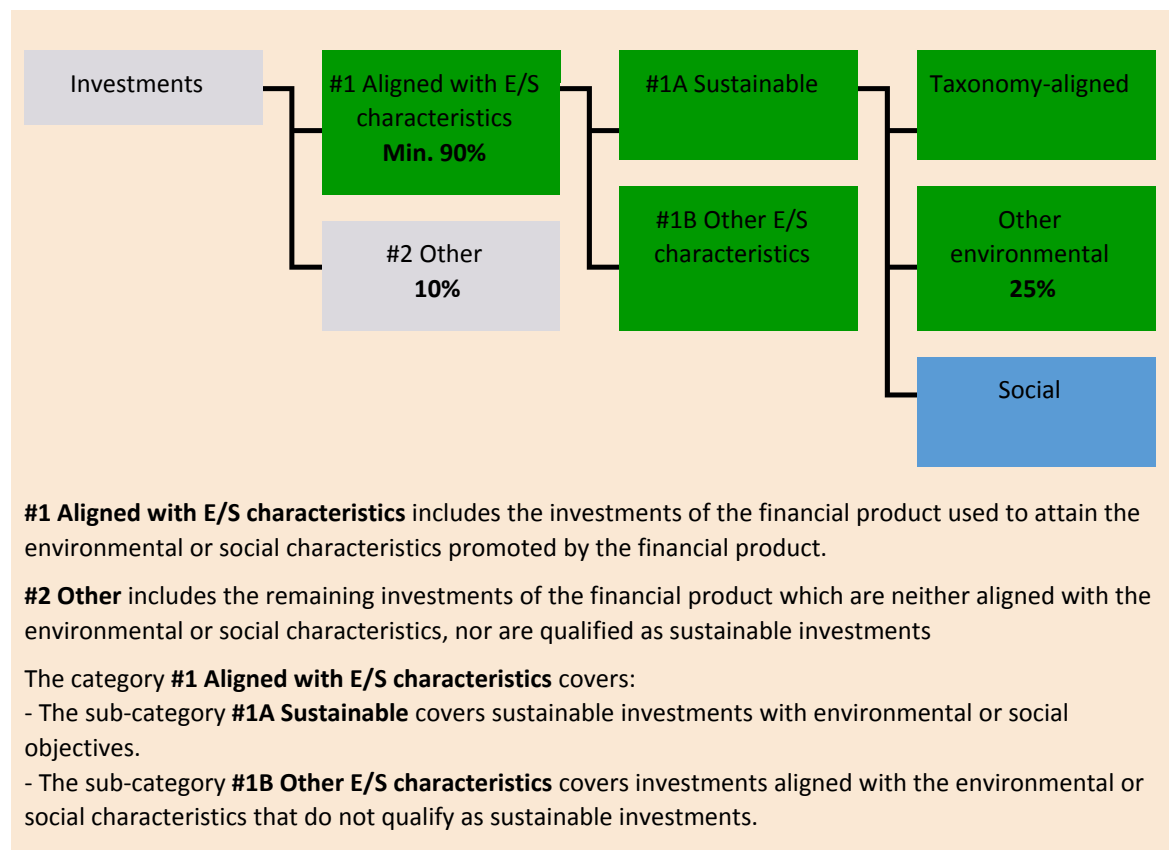 Investments
#1 Aligned with E/S
characteristics
Min. 90%
#2 Other
10%
#1A Sustainable
#1B Other E/S
characteristics
Taxonomy-aligned
Other
environmental
25%
Social
#1 Aligned with E/S characteristics includes the investments of the financial product used to attain the
environmental or social characteristics promoted by the financial product.
#2 Other includes the remaining investments of the financial product which are neither aligned with the
environmental or social characteristics, nor are qualified as sustainable investments
The category #1 Aligned with E/S characteristics covers:
- The sub-category #1A Sustainable covers sustainable investments with environmental or social
objectives.
- The sub-category #1B Other E/S characteristics covers investments aligned with the environmental or
social characteristics that do not qualify as sustainable investments.